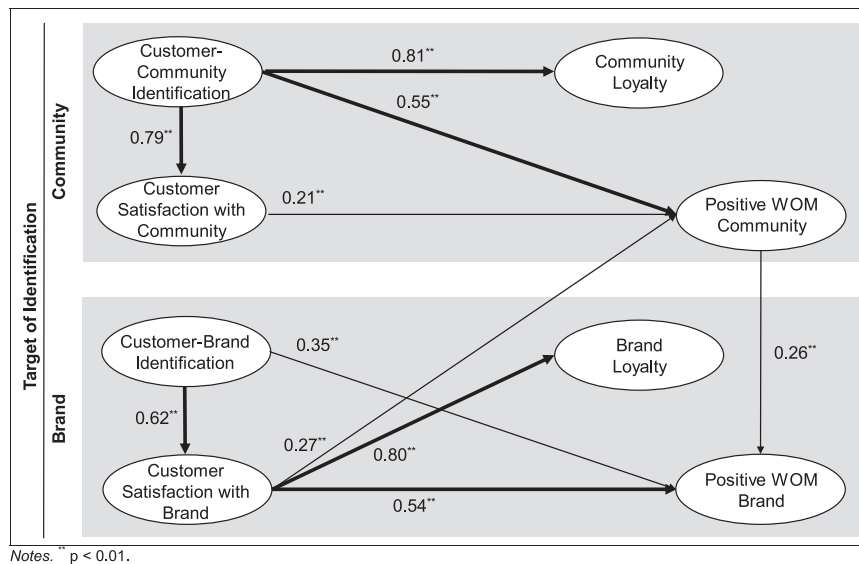 Target of Identification
Community
Customer-
Community
Identification
0.81**
Community
Loyalty
0.55**
0.79**
Customer
Satisfaction with
Community
0.21**
Positive WOM
Community
Brand
Customer-Brand
Identification
0.35**
Brand
Loyalty
0.26**
0.62**
0.27**
0.80**
Customer
Satisfaction with
Brand
0.54**
Positive WOM
Brand
Notes. ** p < 0.01.